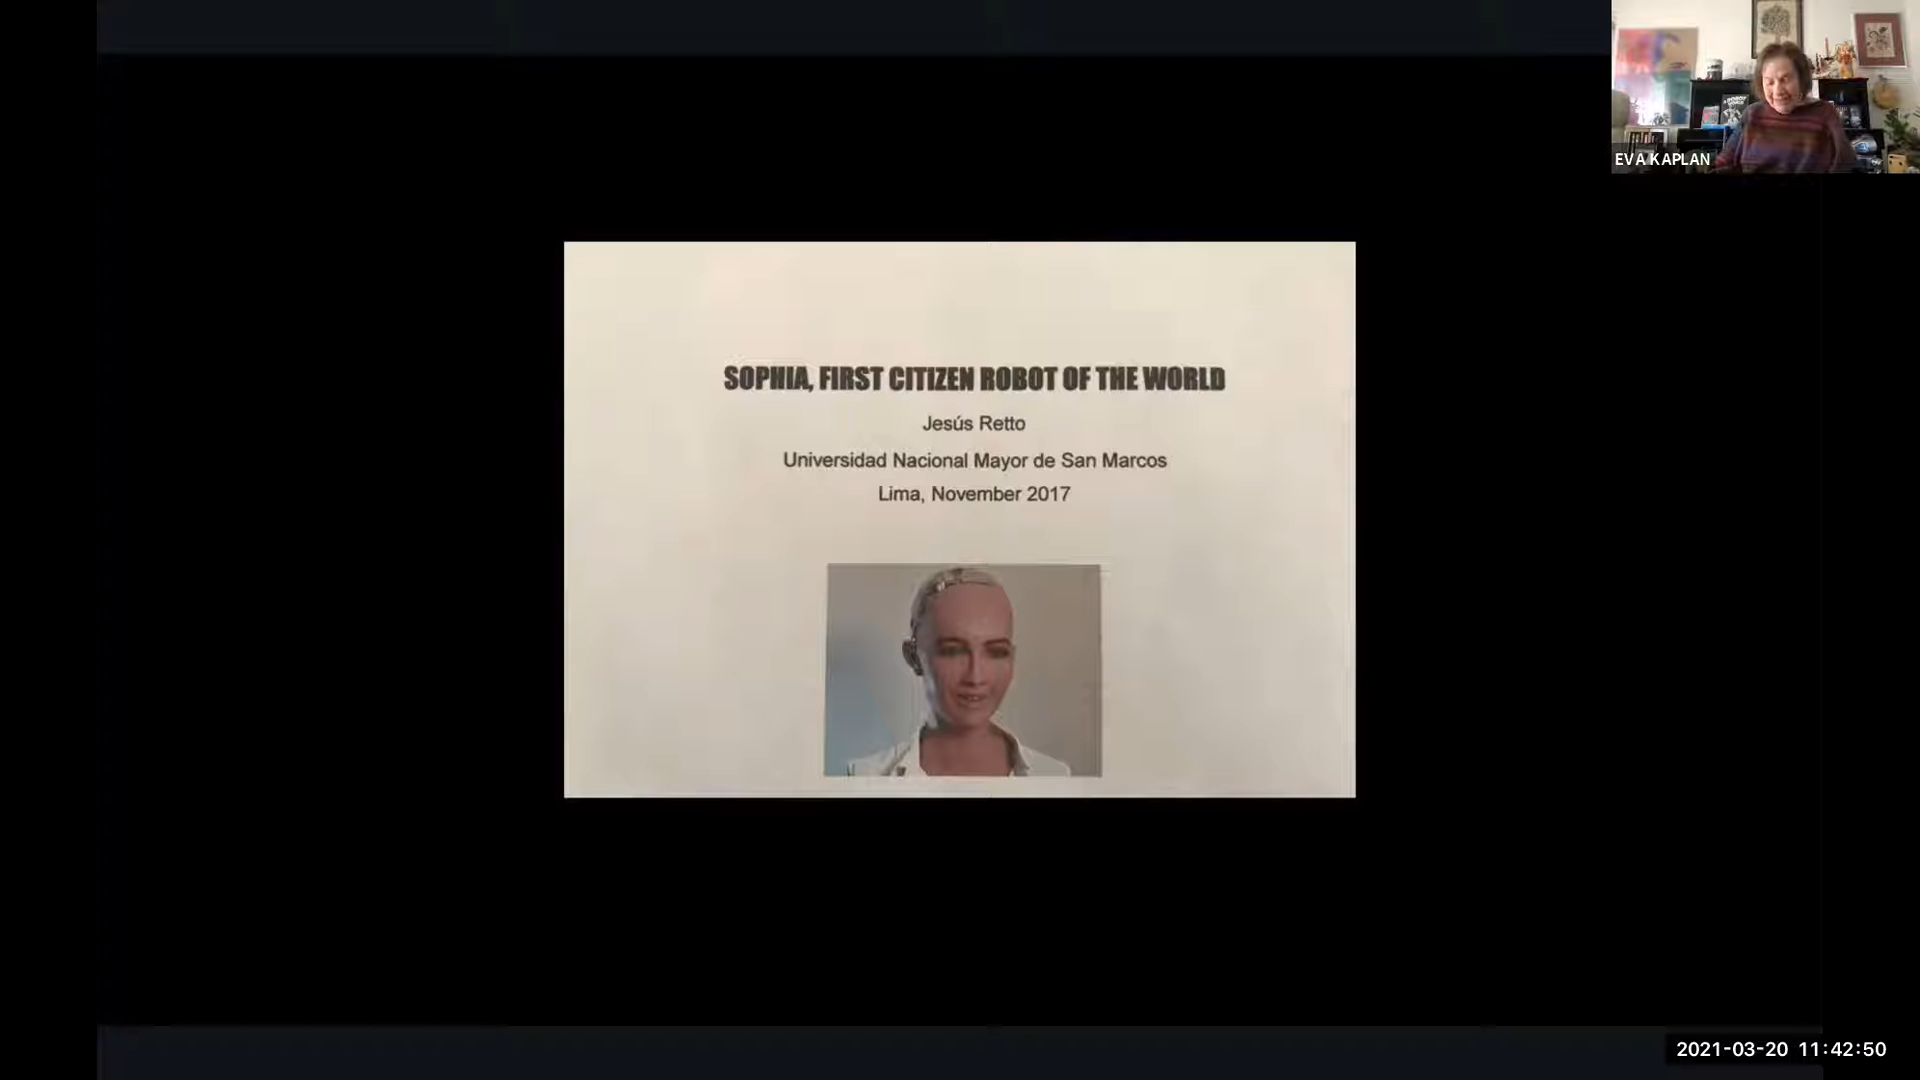 EVA KAPLAN
SOPHIA, FIRST CITIZEN ROBOT OF THE WORLD
Jesús Retto
Universidad Nacional Mayor de San Marcos
Lima, November 2017
2021-03-20 11:42:50